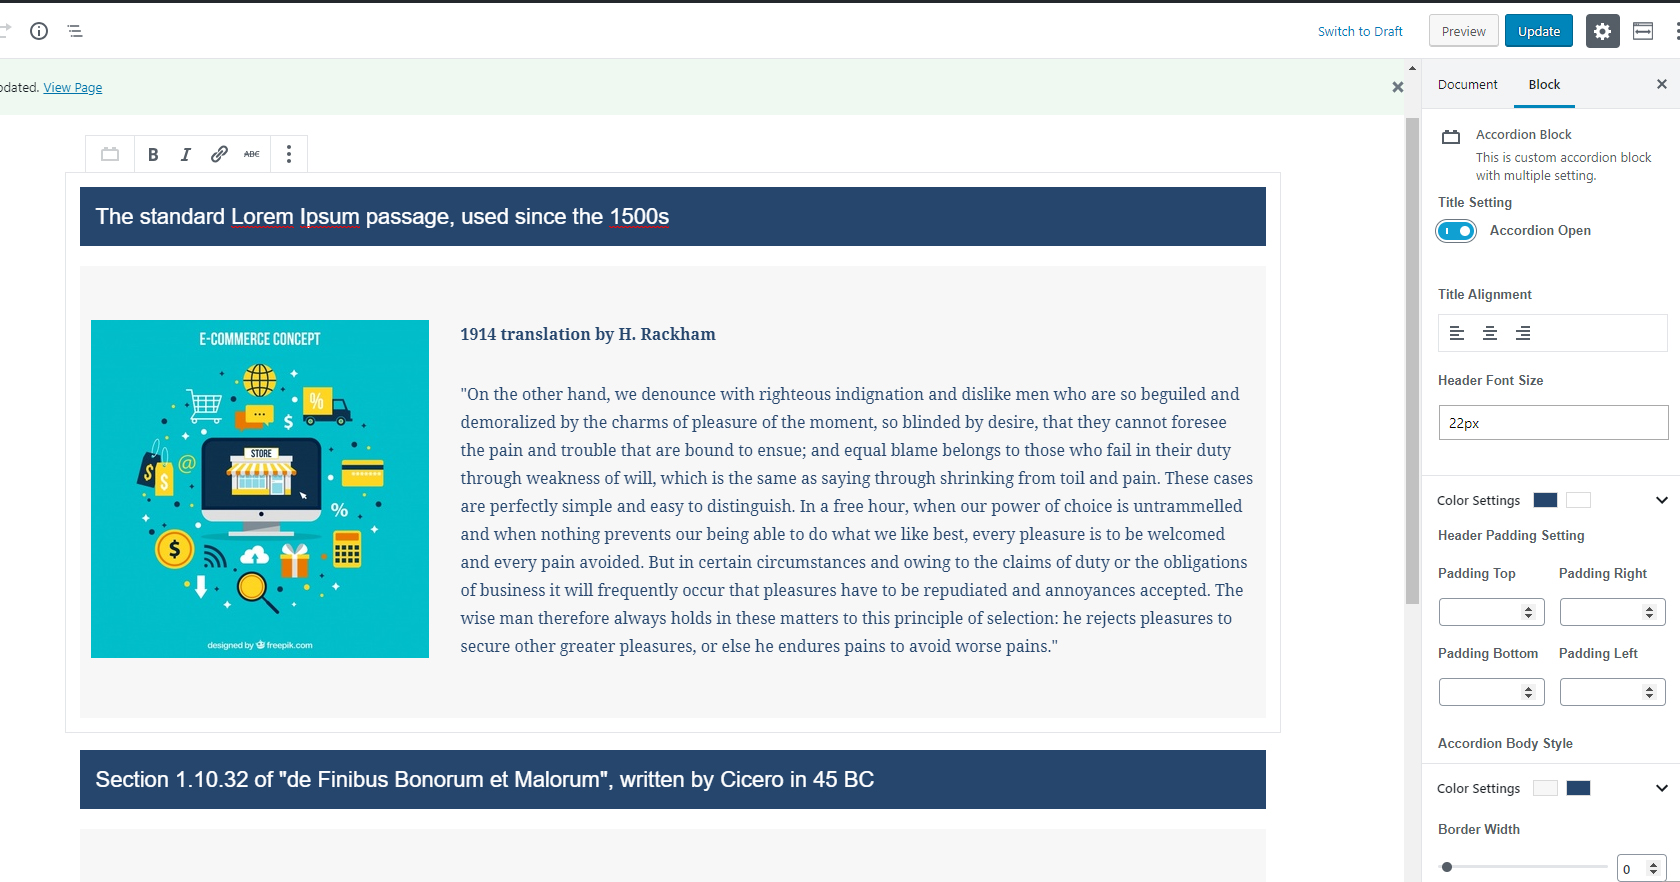 Switch to Draft
Preview
Update
pdated. View Page
B I ABC
The standard Lorem Ipsum passage, used since the 1500s
E-COMMERCE CONCEPT
%
$
STORE
$
$
@
%
$
designed by freepik.com
1914 translation by H. Rackham
"On the other hand, we denounce with righteous indignation and dislike men who are so beguiled and
demoralized by the charms of pleasure of the moment, so blinded by desire, that they cannot foresee
the pain and trouble that are bound to ensue; and equal blame belongs to those who fail in their duty
through weakness of will, which is the same as saying through shrinking from toil and pain. These cases
are perfectly simple and easy to distinguish. In a free hour, when our power of choice is untrammelled
and when nothing prevents our being able to do what we like best, every pleasure is to be welcomed
and every pain avoided. But in certain circumstances and owing to the claims of duty or the obligations
of business it will frequently occur that pleasures have to be repudiated and annoyances accepted. The
wise man therefore always holds in these matters to this principle of selection: he rejects pleasures to
secure other greater pleasures, or else he endures pains to avoid worse pains."
Section 1.10.32 of "de Finibus Bonorum et Malorum", written by Cicero in 45 BC
Document
Block
Accordion Block
This is custom accordion block
with multiple setting.
Title Setting
Accordion Open
Title Alignment
Header Font Size
22px
Color Settings
Header Padding Setting
Padding Top
Padding Right
Padding Bottom
Padding Left
Accordion Body Style
Color Settings
Border Width
0